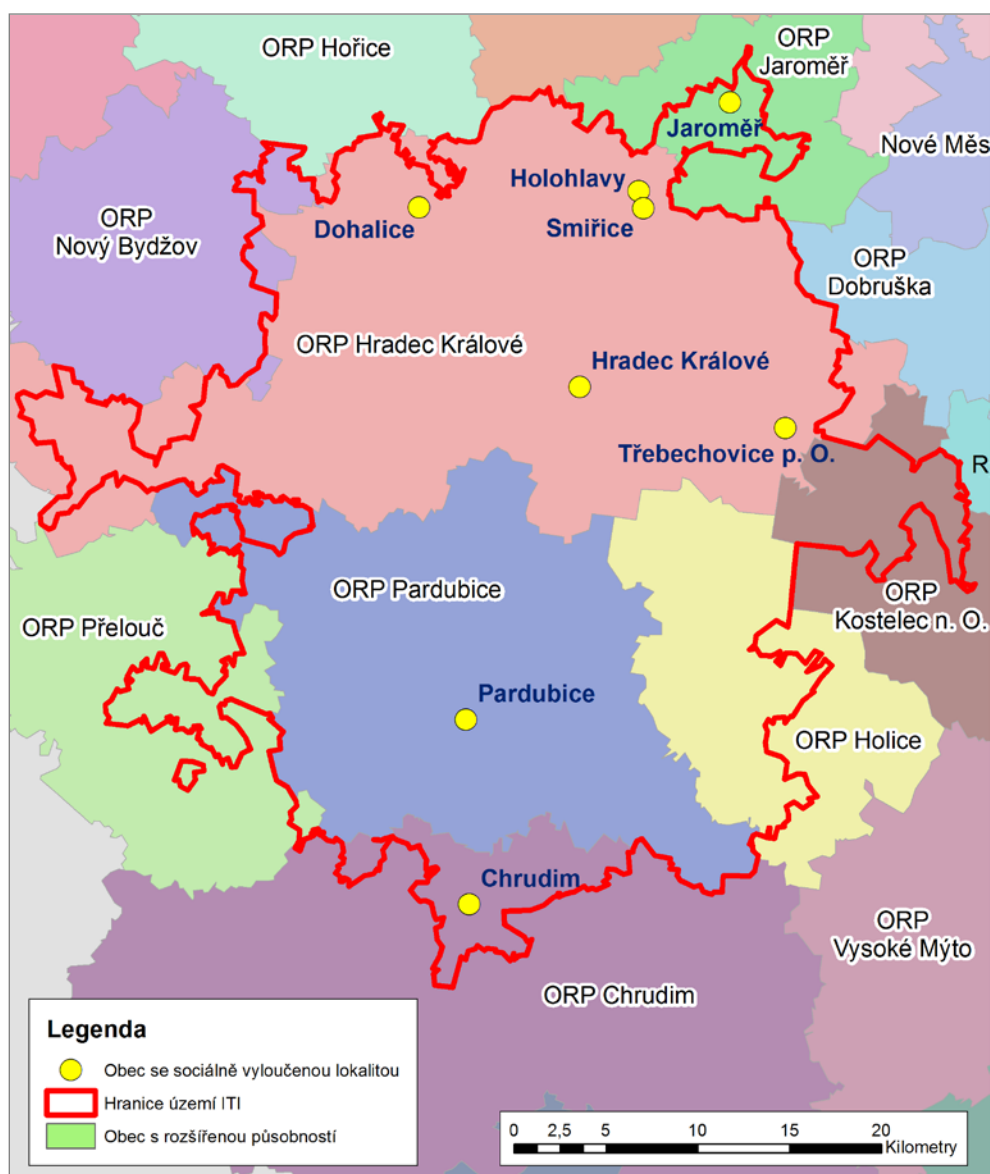 ORP Hořice
ORP
Jaroměř
Jaroměř
Nové Měs
Holohlavy
ORP
Nový Bydžov
Dohalice
Smiřice
ORP
Dobruška
ORP Hradec Králové
Hradec Králové
Třebechovice p. O.
R
ORP Pardubice
ORP
Kostelec n. O.
ORP Přelouč
Pardubice
ORP Holice
Chrudim
ORP
Vysoké Mýto
ORP Chrudim
Legenda
Obec se sociálně vyloučenou lokalitou
Hranice území ITI
Obec s rozšířenou působností
0 2,5 5 10 15 20
Kilometry